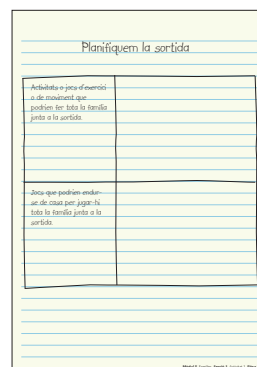 Planifiquem la sortida
Activitats o jocs d'exercici
o de moviment que
podrien fer tota la família
junta a la sortida.
Jocs que podrien endur-
se de casa per jugar-hi
tota la família junta a la
sortida.